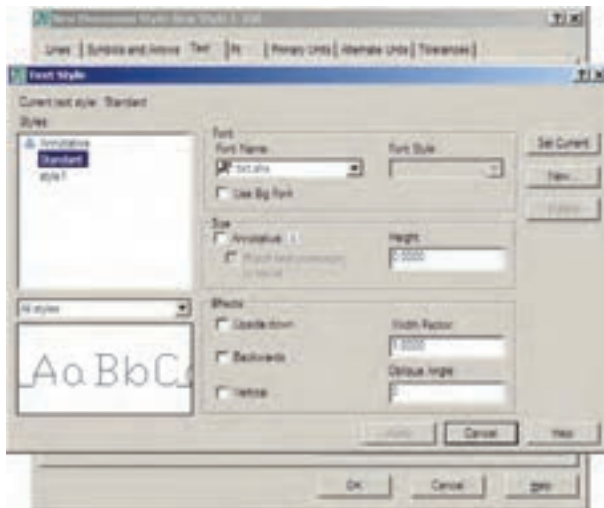 New Dimension Style: New Style 1-100
Lines Symbols and Arrows Text Fit Primary Units Alternate Units Tolerances
Text Style
Current text style: Standard
Styles:
Annotative
Standard
style1
Font
Font Name:
Font Style:
txt.shx
Use Big Font
Set Current
New...
Delete
Size
Annotative
Height
0.0000
Match text orientation
to layout
All styles
Effects
Upside down
Width Factor:
1.0000
Backwards
Oblique Angle:
0
Vertical
AaBbC
Apply Cancel Help
OK Cancel Help